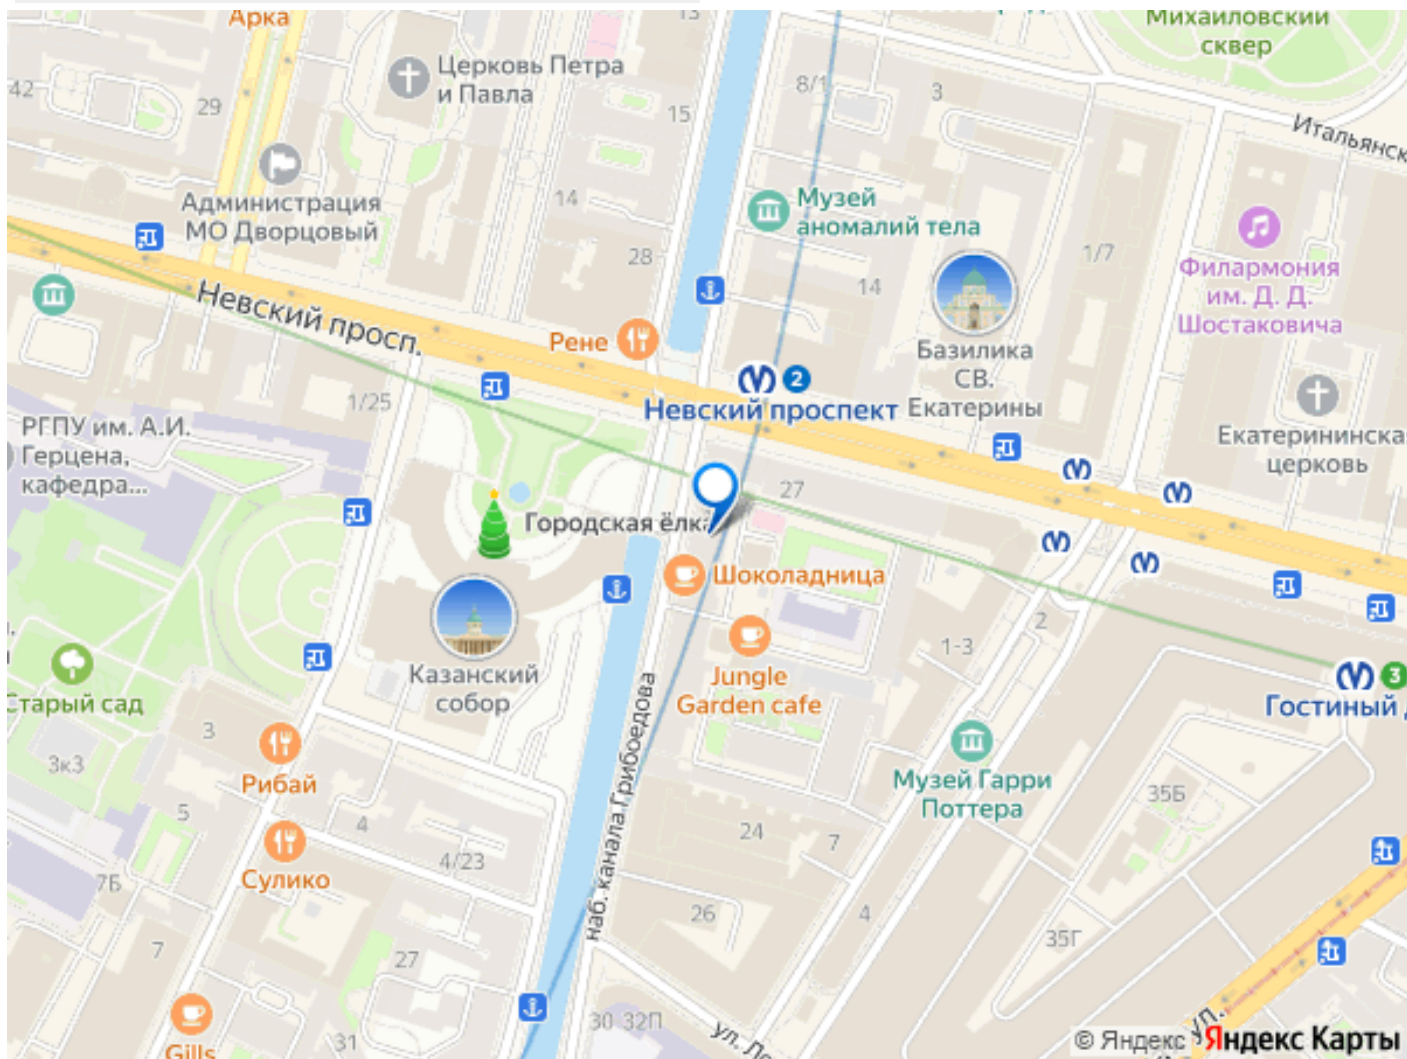 Арка
13
Михайловский
сквер
Церковь Петра
и Павла
42
29
15
8/1
3
Итальянск
Администрация
МО Дворцовый
14
Музей
аномалий тела
28
14
1/7
Филармония
им. Д. Д.
Шостаковича
Невский просп.
Рене
Базилика
СВ.
Екатерины
2
Невский проспект
1/25
РГПУ им. А.И.
Герцена,
кафедра...
Екатерининска
церковь
27
Городская ёлка
Шоколадница
Казанский
собор
Jungle
Garden cafe
1-3
2
3
Гостиный
Старый сад
наб. канала Грибоедова
3
3к3
Рибай
Музей Гарри
Поттера
35Б
5
4
24
7
4/23
7Б
Сулико
26
4
35Г
7
27
30-32П
31
Gills
© Яндекс Яндекс Карты